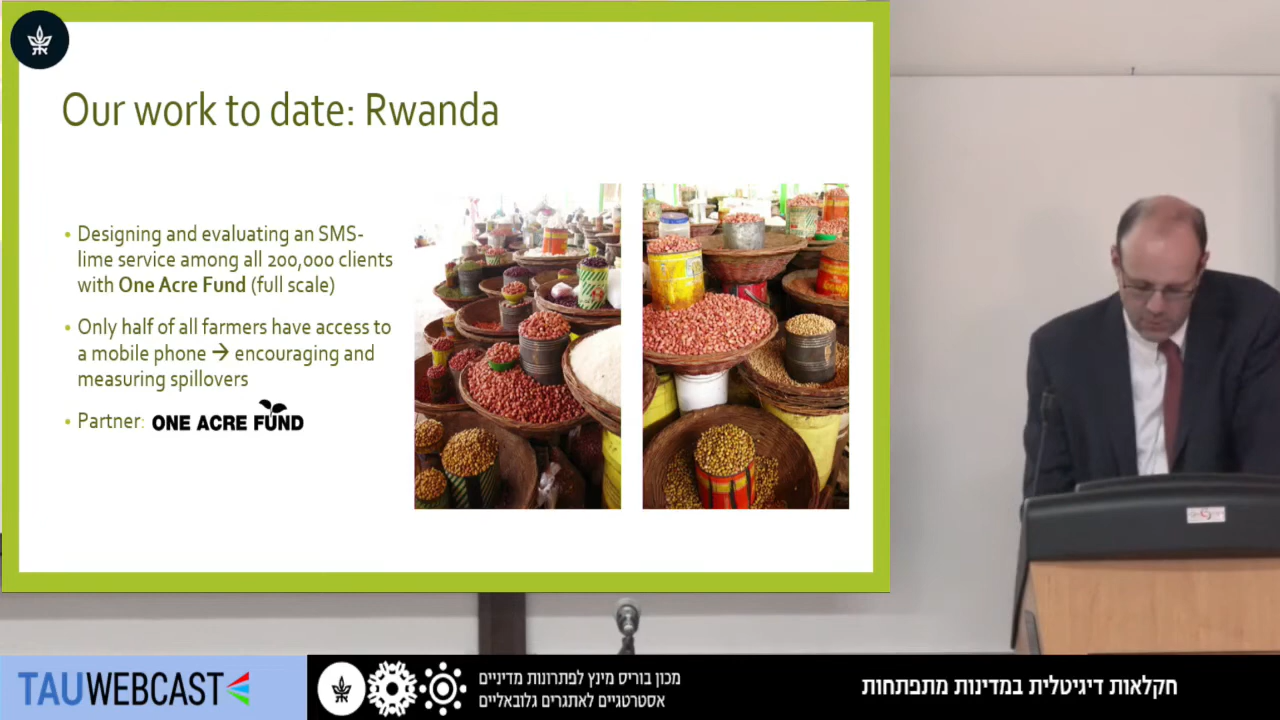 Our work to date: Rwanda
• Designing and evaluating an SMS-
lime service among all 200,000 clients
with One Acre Fund (full scale)
• Only half of all farmers have access to
a mobile phone → encouraging and
measuring spillovers
• Partner: ONE ACRE FUND
TAUWEBCAST
מכון בוריס מינץ לפתרונות מדיניים
אסטרטגיים לאתגרים גלובאליים
חקלאות דיגיטלית במדינות מתפתחות